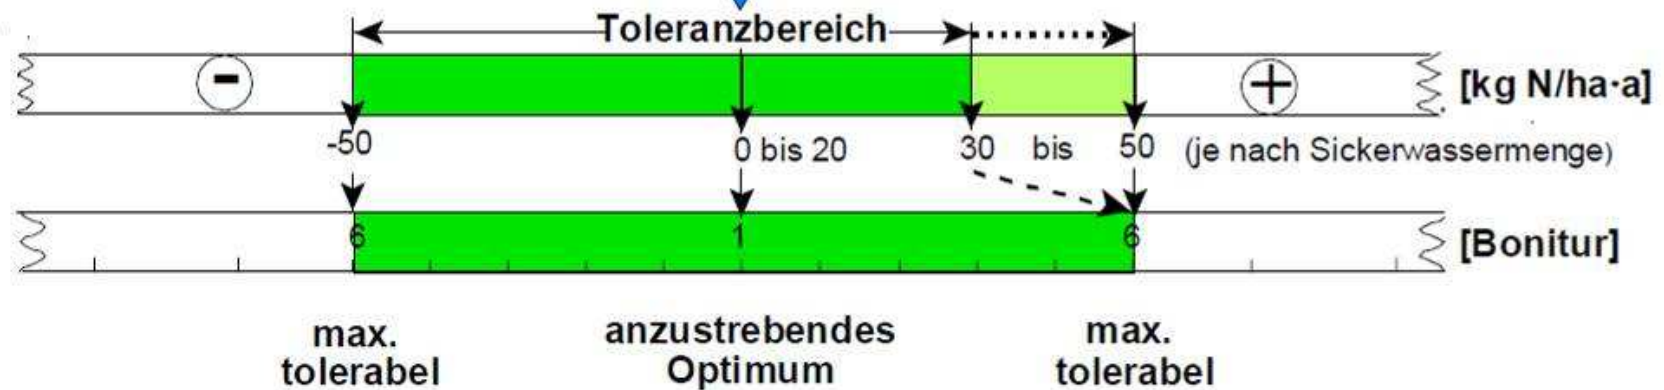 Toleranzbereich
- + [kg N/ha·a]
-50 0 bis 20 30 bis 50 (je nach Sickerwassermenge)
6 1 6 [Bonitur]
max. anzustrebendes max.
tolerabel Optimum tolerabel